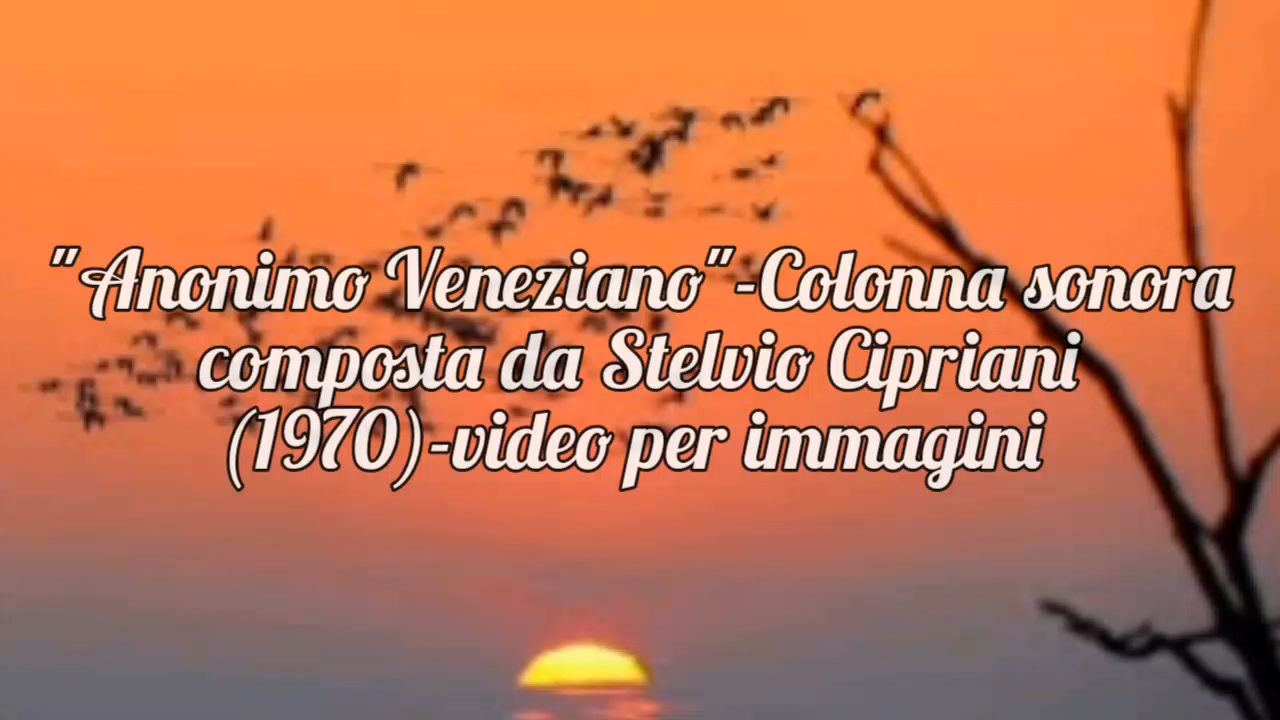 "Anonimo Veneziano"-Colonna sonora
composta da Stelvio Cipriani
(1970)-video per immagini